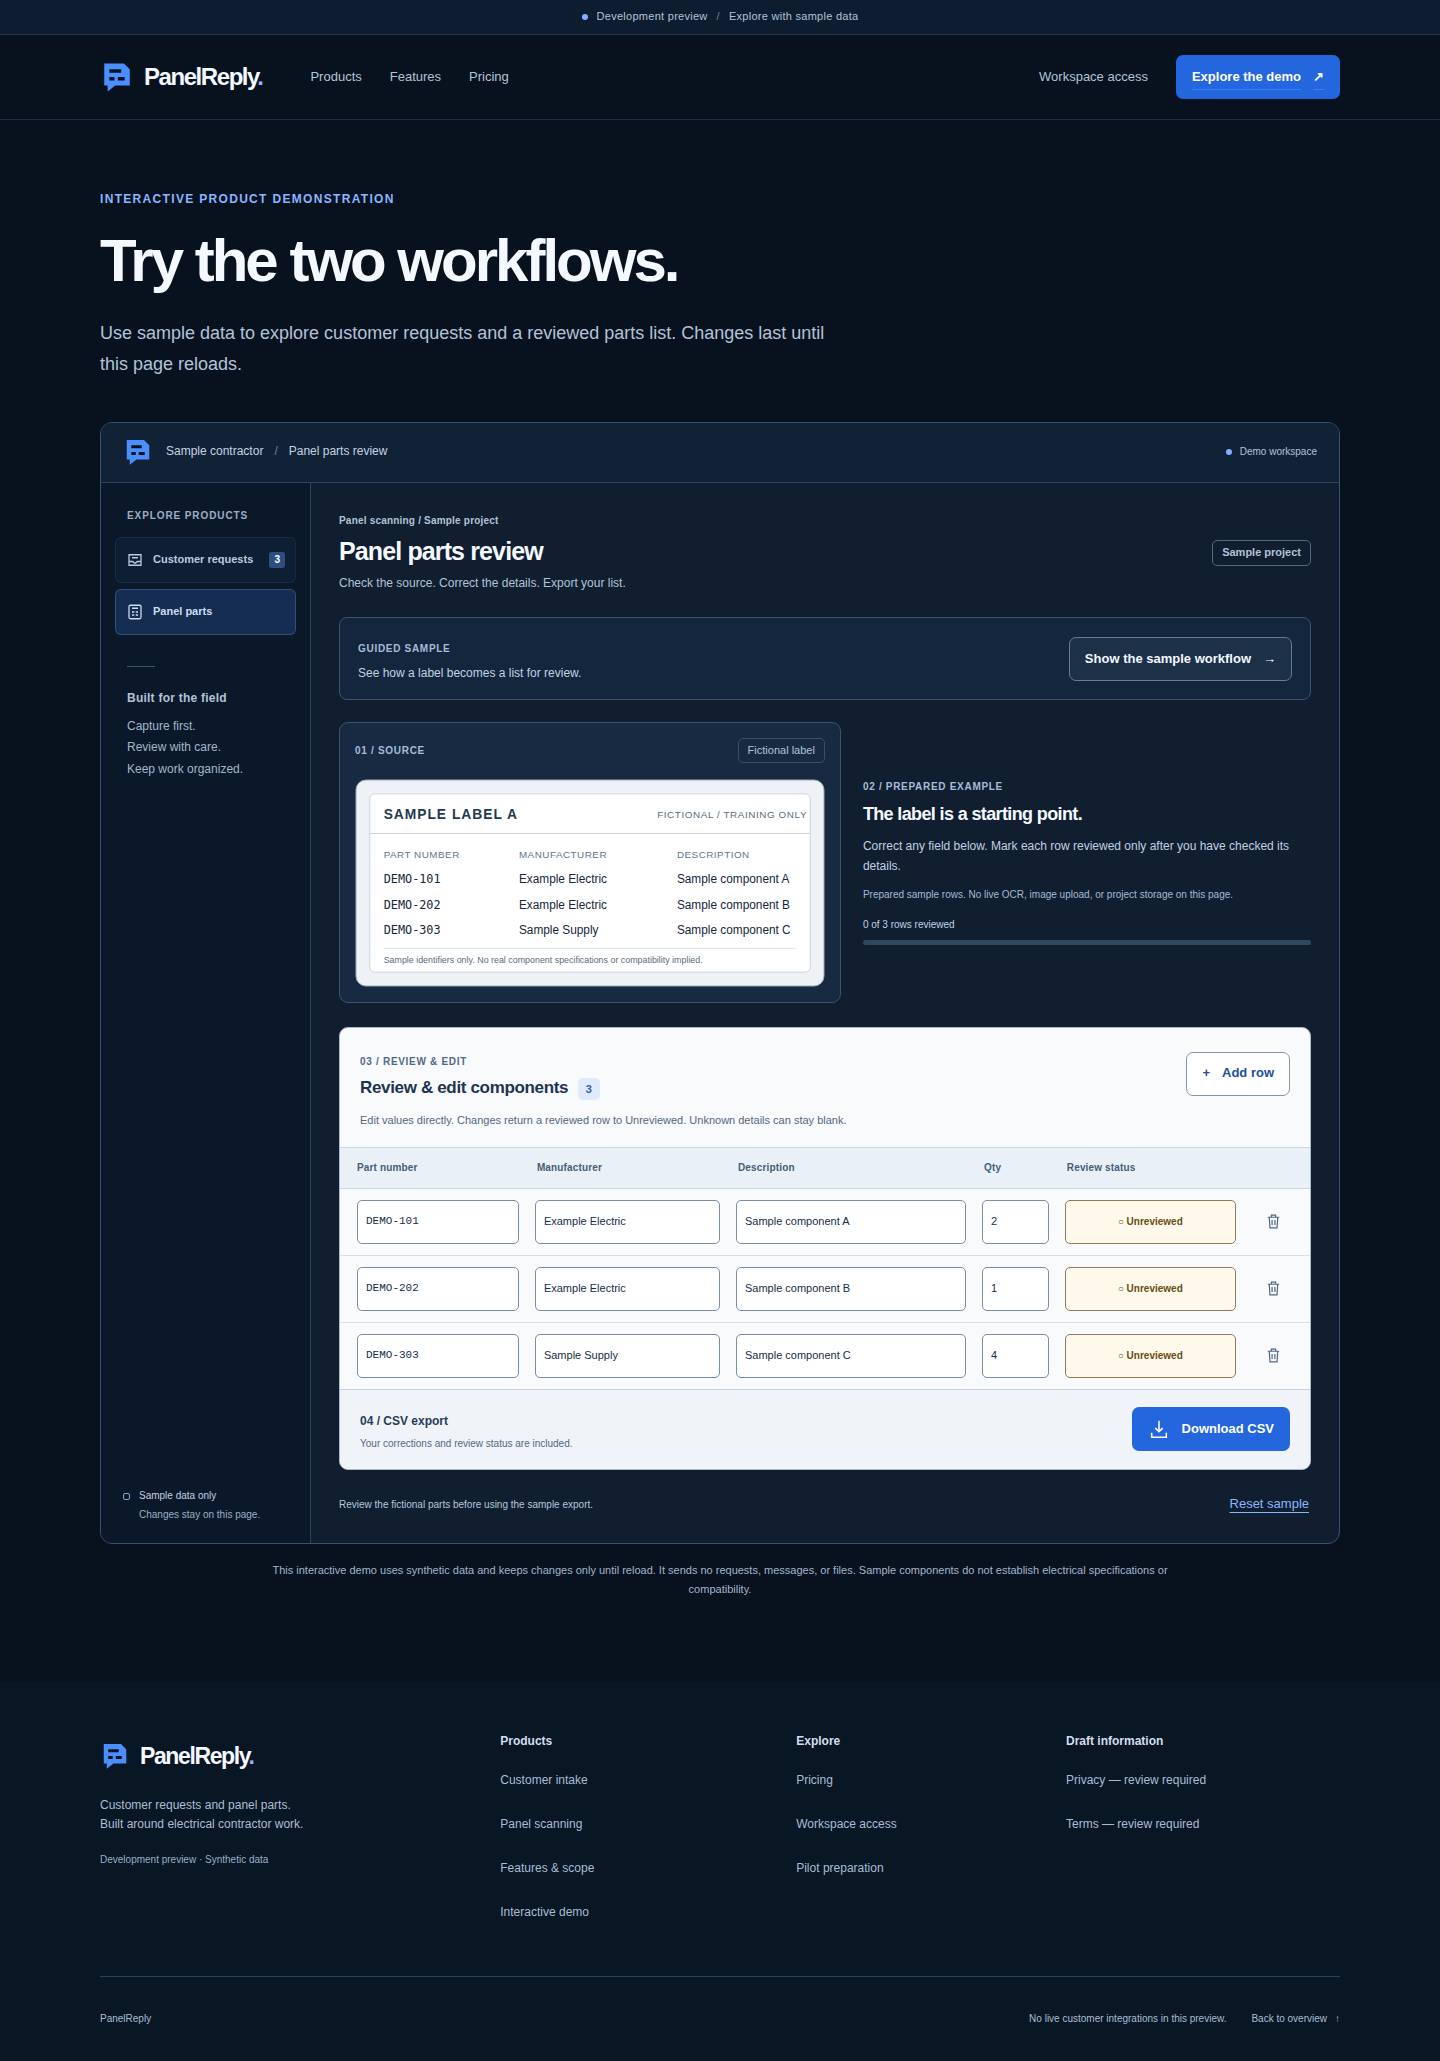 Development preview / Explore with sample data
PanelReply.
Products
Features
Pricing
Workspace access
Explore the demo ↗
INTERACTIVE PRODUCT DEMONSTRATION
Try the two workflows.
Use sample data to explore customer requests and a reviewed parts list. Changes last until
this page reloads.
Sample contractor / Panel parts review
Demo workspace
EXPLORE PRODUCTS
Customer requests 3
Panel parts
Built for the field
Capture first.
Review with care.
Keep work organized.
Sample data only
Changes stay on this page.
Panel scanning / Sample project
Panel parts review
Sample project
Check the source. Correct the details. Export your list.
GUIDED SAMPLE
See how a label becomes a list for review.
Show the sample workflow →
01 / SOURCE
Fictional label
SAMPLE LABEL A
FICTIONAL / TRAINING ONLY
PART NUMBER MANUFACTURER DESCRIPTION
DEMO-101 Example Electric Sample component A
DEMO-202 Example Electric Sample component B
DEMO-303 Sample Supply Sample component C
Sample identifiers only. No real component specifications or compatibility implied.
02 / PREPARED EXAMPLE
The label is a starting point.
Correct any field below. Mark each row reviewed only after you have checked its
details.
Prepared sample rows. No live OCR, image upload, or project storage on this page.
0 of 3 rows reviewed
03 / REVIEW & EDIT
Review & edit components 3
+ Add row
Edit values directly. Changes return a reviewed row to Unreviewed. Unknown details can stay blank.
Part number Manufacturer Description Qty Review status
DEMO-101 Example Electric Sample component A 2 ○ Unreviewed
DEMO-202 Example Electric Sample component B 1 ○ Unreviewed
DEMO-303 Sample Supply Sample component C 4 ○ Unreviewed
04 / CSV export
Your corrections and review status are included.
Download CSV
Review the fictional parts before using the sample export.
Reset sample
This interactive demo uses synthetic data and keeps changes only until reload. It sends no requests, messages, or files. Sample components do not establish electrical specifications or
compatibility.
PanelReply.
Customer requests and panel parts.
Built around electrical contractor work.
Development preview · Synthetic data
Products
Customer intake
Panel scanning
Features & scope
Interactive demo
Explore
Pricing
Workspace access
Pilot preparation
Draft information
Privacy — review required
Terms — review required
PanelReply
No live customer integrations in this preview.
Back to overview ↑